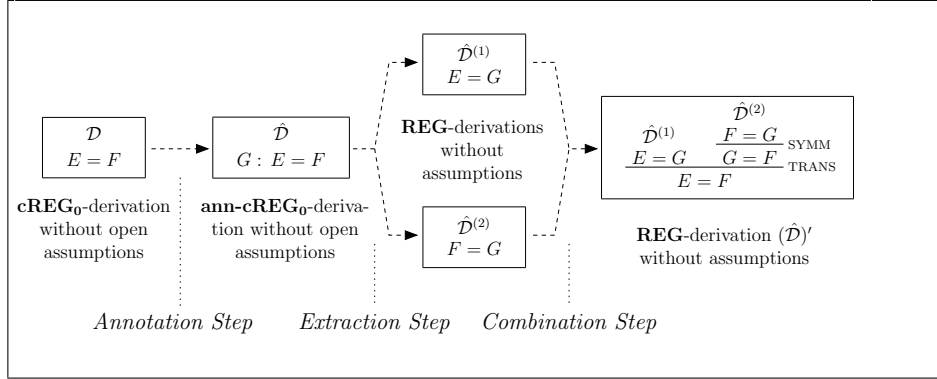 𝒟
E = F
cREG₀-derivation
without open
assumptions
𝒟̂
G : E = F
ann-cREG₀-deriva-
tion without open
assumptions
𝒟̂⁽¹⁾
E = G
REG-derivations
without
assumptions
𝒟̂⁽²⁾
F = G
𝒟̂⁽²⁾
𝒟̂⁽¹⁾ F = G SYMM
E = G G = F TRANS
E = F
REG-derivation (𝒟̂)′
without assumptions
Annotation Step Extraction Step Combination Step